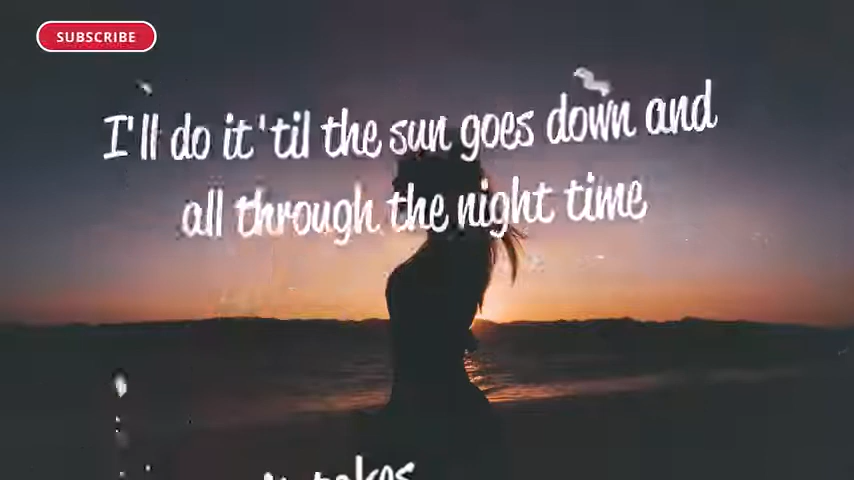 SUBSCRIBE
I'll do it 'til the sun goes down and
all through the night time